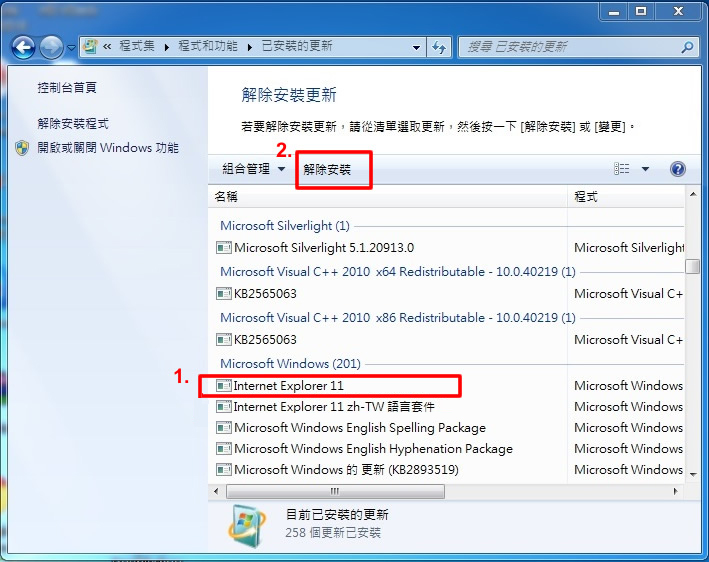 « 程式集 ▸ 程式和功能 ▸ 已安裝的更新
搜尋 已安裝的更新
控制台首頁
解除安裝程式
開啟或關閉 Windows 功能
解除安裝更新
若要解除安裝更新，請從清單選取更新，然後按一下 [解除安裝] 或 [變更]。
2.
組合管理 解除安裝
名稱 程式
Microsoft Silverlight (1)
Microsoft Silverlight 5.1.20913.0 Microsoft Silverlight
Microsoft Visual C++ 2010 x64 Redistributable - 10.0.40219 (1)
KB2565063 Microsoft Visual C+
Microsoft Visual C++ 2010 x86 Redistributable - 10.0.40219 (1)
KB2565063 Microsoft Visual C+
Microsoft Windows (201)
1.
Internet Explorer 11 Microsoft Windows
Internet Explorer 11 zh-TW 語言套件 Microsoft Windows
Microsoft Windows English Spelling Package Microsoft Windows
Microsoft Windows English Hyphenation Package Microsoft Windows
Microsoft Windows 的 更新 (KB2893519) Microsoft Windows
目前已安裝的更新
258 個更新已安裝